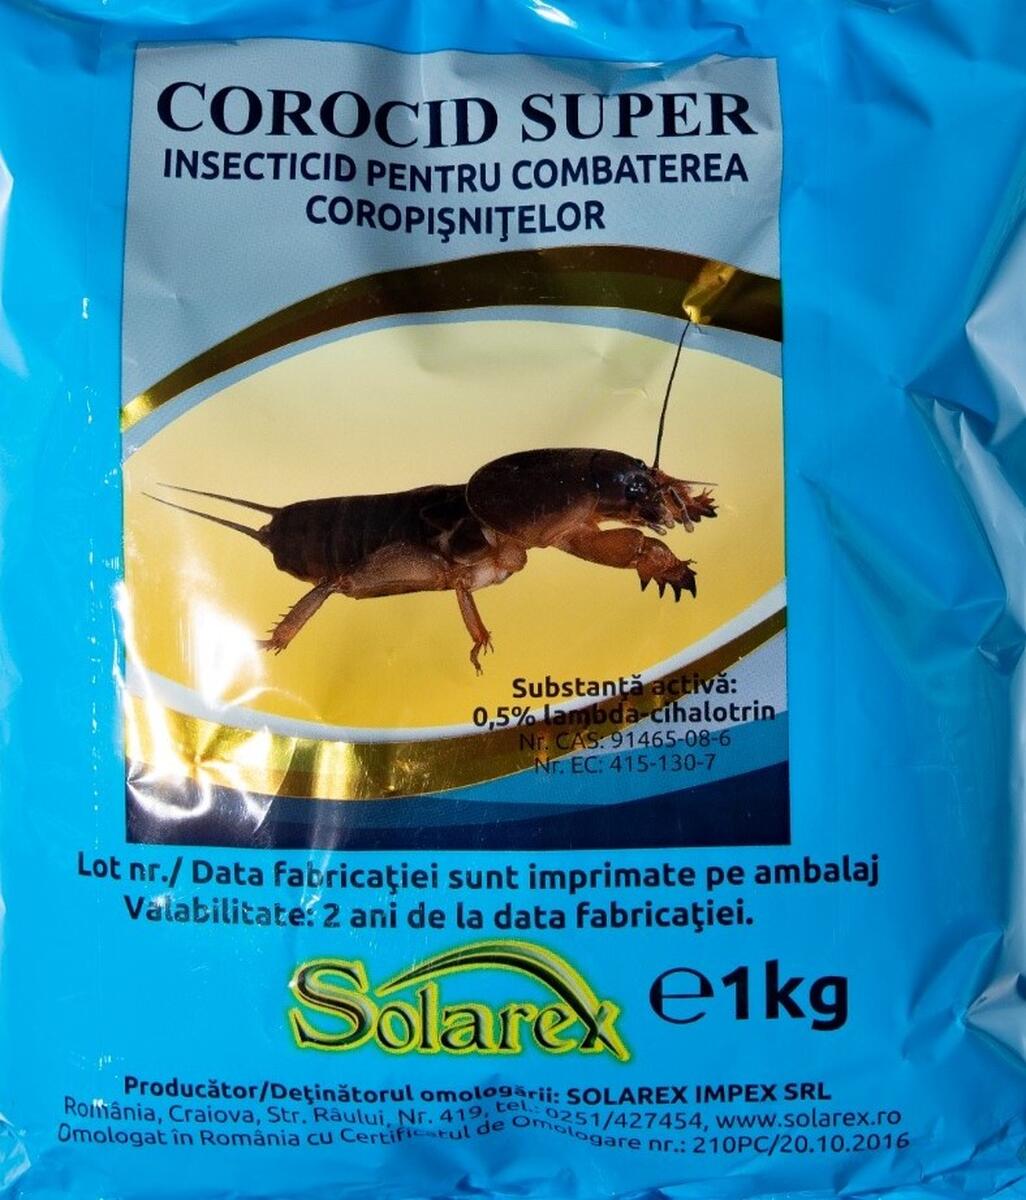 COROCID SUPER
INSECTICID PENTRU COMBATEREA
COROPIŞNIŢELOR
Substanţă activă:
0,5% lambda-cihalotrin
Nr. CAS: 91465-08-6
Nr. EC: 415-130-7
Lot nr./ Data fabricaţiei sunt imprimate pe ambalaj
Valabilitate: 2 ani de la data fabricaţiei.
Solarex ℮1kg
Producător/Deţinătorul omologării: SOLAREX IMPEX SRL
România, Craiova, Str. Râului, Nr. 419, tel.: 0251/427454, www.solarex.ro
Omologat în România cu Certificatul de Omologare nr.: 210PC/20.10.2016